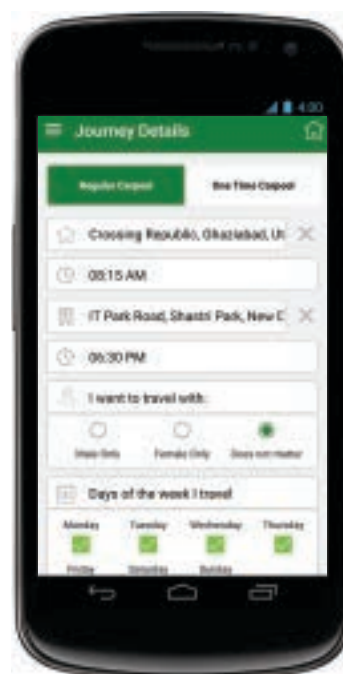 4:00
Journey Details
Regular Carpool One Time Carpool
Crossing Republic, Ghaziabad, Ut
08:15 AM
IT Park Road, Shastri Park, New D
06:30 PM
I want to travel with:
Male Only Female Only Does not matter
Days of the week I travel
Monday Tuesday Wednesday Thursday
Friday Saturday Sunday